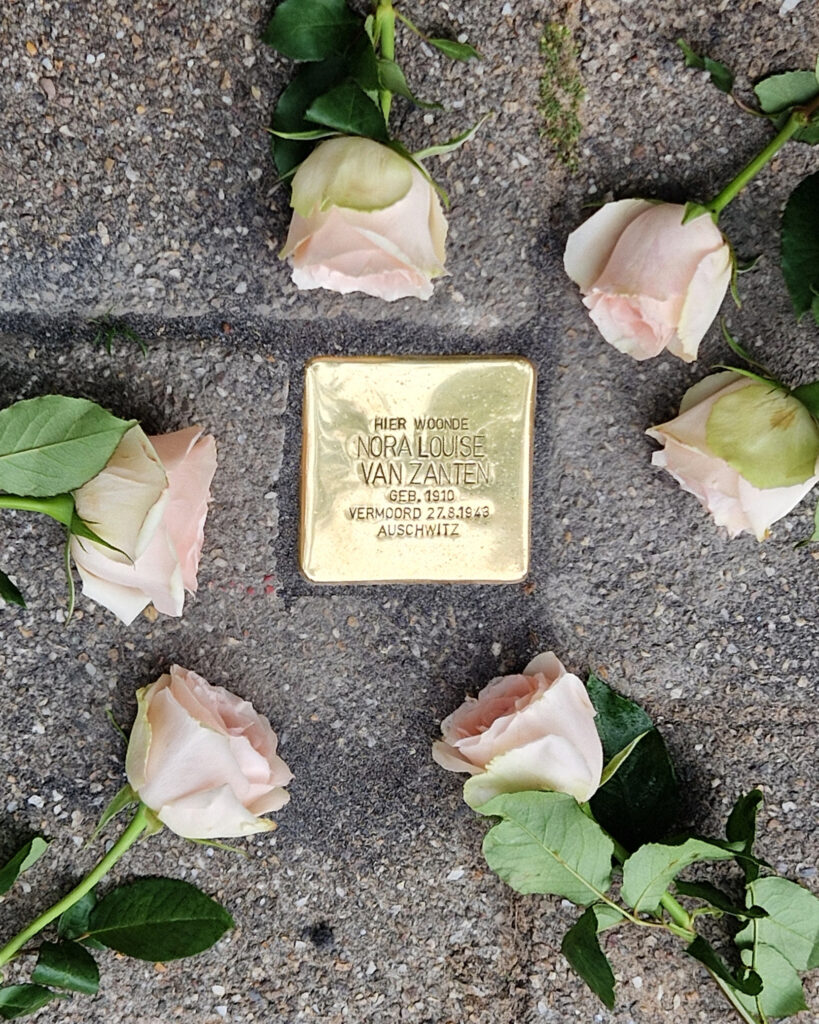 HIER WOONDE
NORA LOUISE
VAN ZANTEN
GEB. 1910
VERMOORD 27.8.1943
AUSCHWITZ